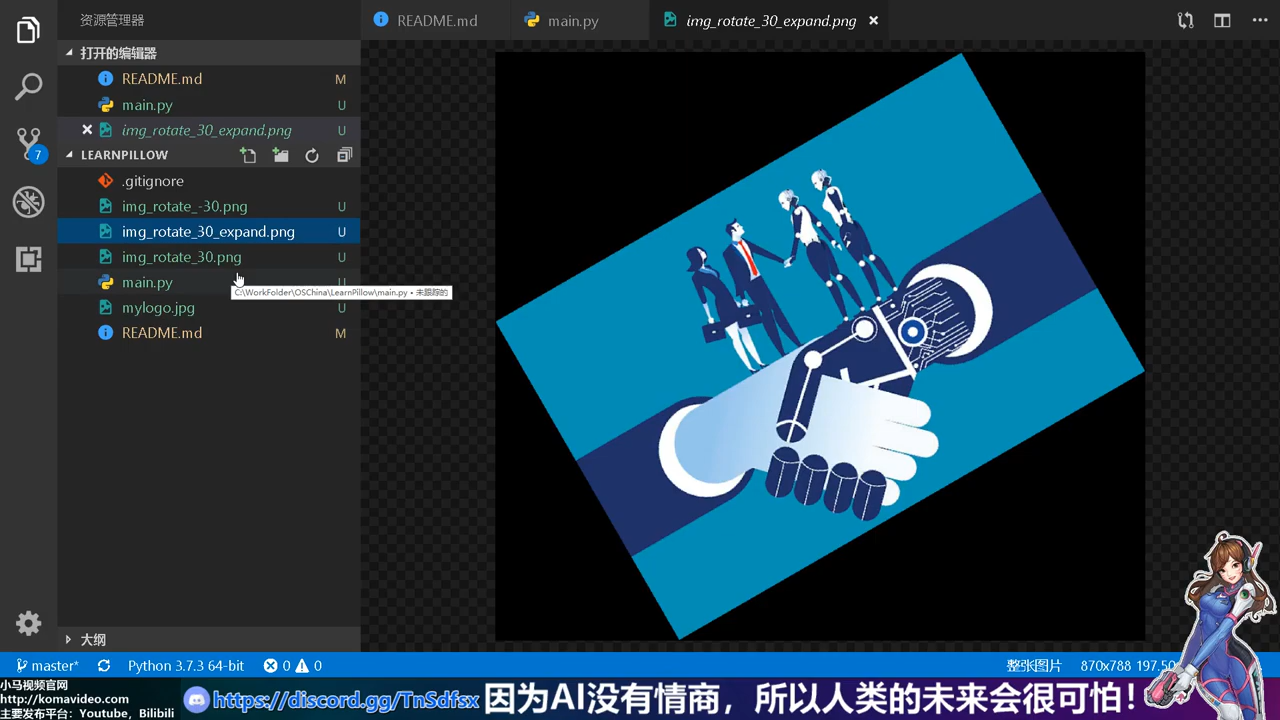 资源管理器
README.md
main.py
img_rotate_30_expand.png
打开的编辑器
README.md M
main.py U
img_rotate_30_expand.png U
LEARNPILLOW
7
.gitignore
img_rotate_-30.png U
img_rotate_30_expand.png U
img_rotate_30.png U
main.py U
C:\WorkFolder\OSChina\LearnPillow\main.py • 未跟踪的
mylogo.jpg U
README.md M
大纲
master*
Python 3.7.3 64-bit
0
0
整张图片
870x788
197.50
小马视频官网
http://komavideo.com
主要发布平台：Youtube，Bilibili
https://discord.gg/TnSdfsx
因为AI没有情商，所以人类的未来会很可怕！